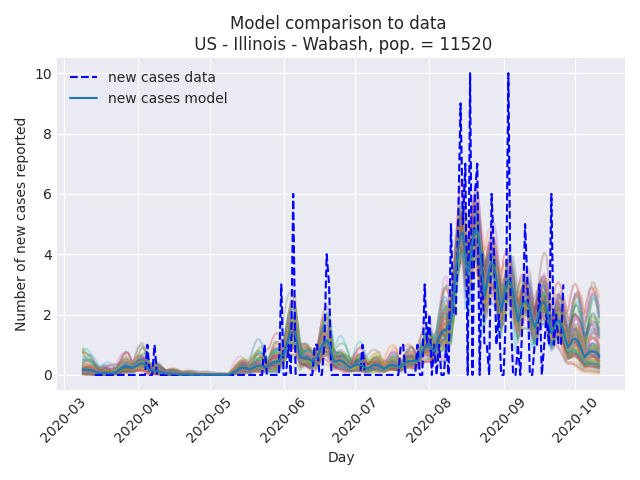 Model comparison to data
US - Illinois - Wabash, pop. = 11520
new cases data
new cases model
Number of new cases reported
10
8
6
4
2
0
2020-03
2020-04
2020-05
2020-06
2020-07
2020-08
2020-09
2020-10
Day